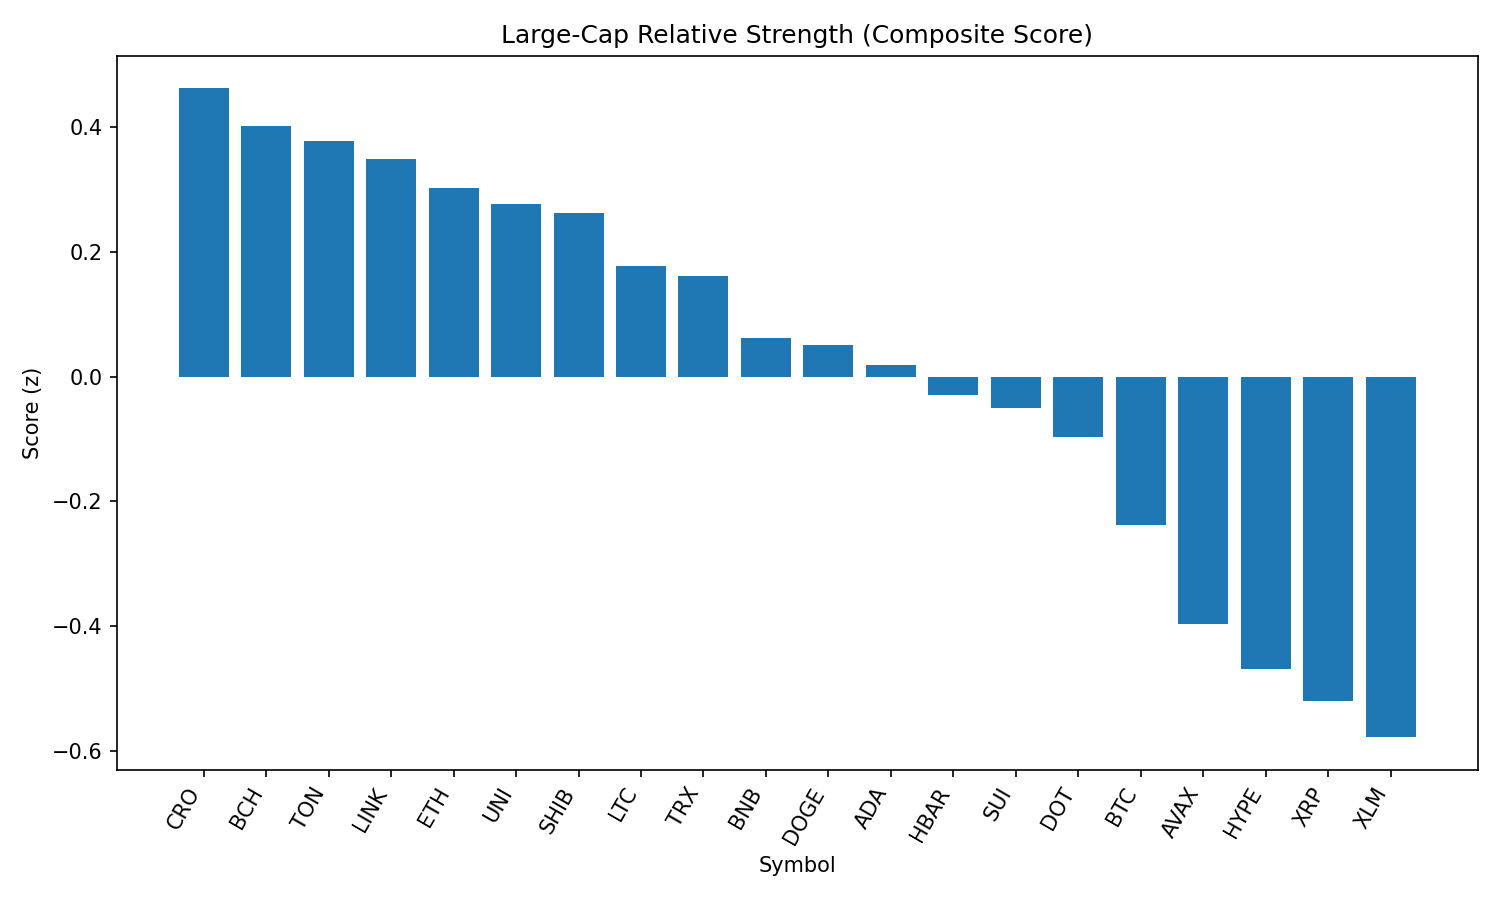 Large-Cap Relative Strength (Composite Score)
0.4
0.2
0.0
−0.2
−0.4
−0.6
Score (z)
CRO
BCH
TON
LINK
ETH
UNI
SHIB
LTC
TRX
BNB
DOGE
ADA
HBAR
SUI
DOT
BTC
AVAX
HYPE
XRP
XLM
Symbol